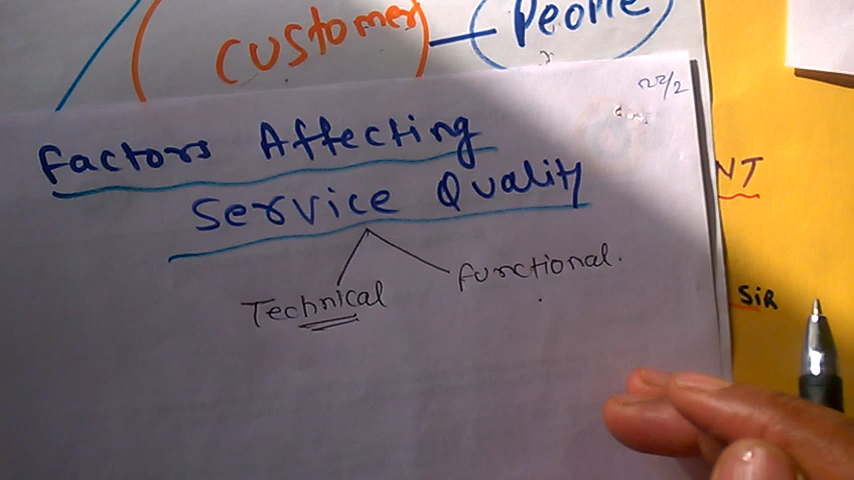 Customer People
22/2
Factors Affecting
Service Quality
Technical Functional.
NT
SiR